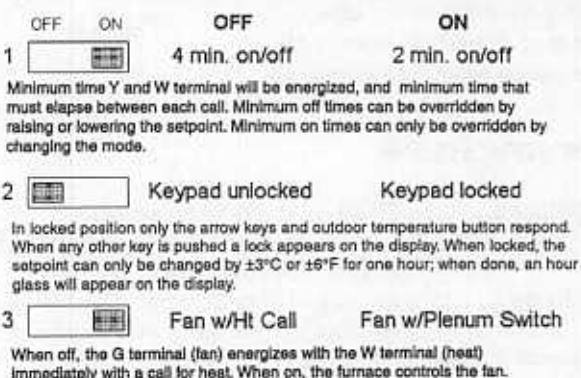 OFF ON OFF ON
1 4 min. on/off 2 min. on/off
Minimum time Y and W terminal will be energized, and minimum time that
must elapse between each call. Minimum off times can be overridden by
raising or lowering the setpoint. Minimum on times can only be overridden by
changing the mode.
2 Keypad unlocked Keypad locked
In locked position only the arrow keys and outdoor temperature button respond.
When any other key is pushed a lock appears on the display. When locked, the
setpoint can only be changed by ±3°C or ±6°F for one hour; when done, an hour
glass will appear on the display.
3 Fan w/Ht Call Fan w/Plenum Switch
When off, the G terminal (fan) energizes with the W terminal (heat)
immediately with a call for heat. When on, the furnace controls the fan.